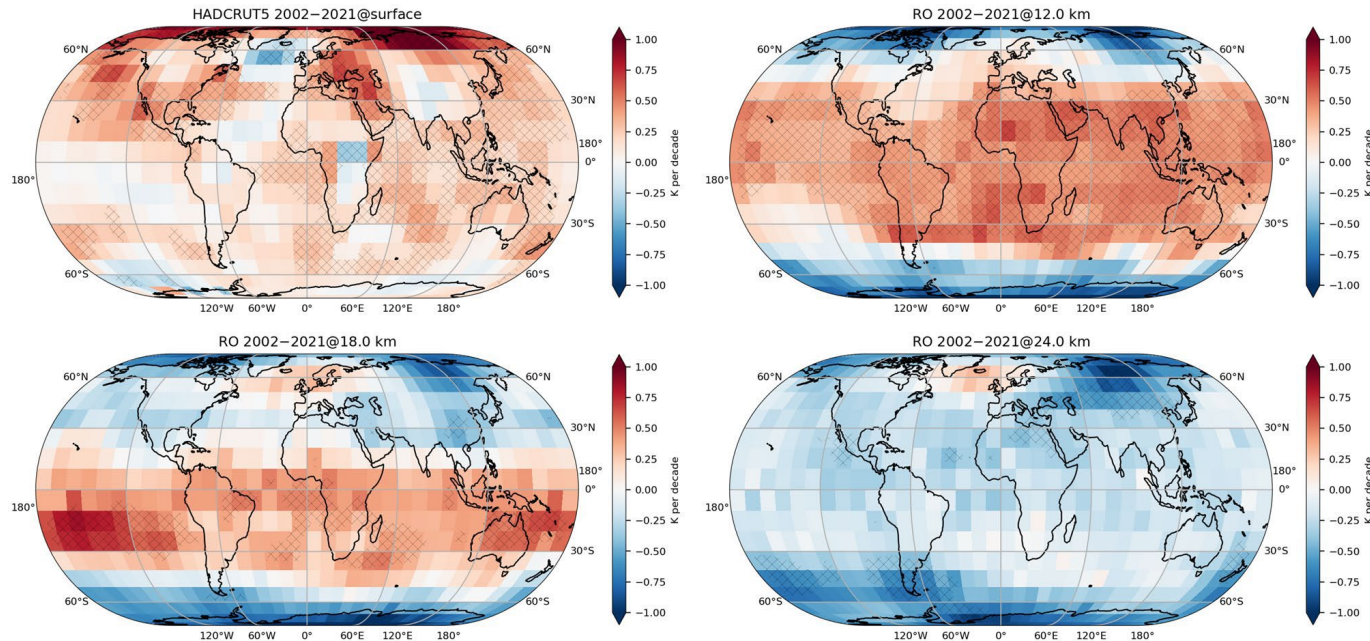 HADCRUT5 2002−2021@surface
60°N
60°N
30°N
180°
0°
180°
30°S
60°S
60°S
120°W 60°W 0° 60°E 120°E 180°
1.00
0.75
0.50
0.25
0.00
−0.25
−0.50
−0.75
−1.00
K per decade
RO 2002−2021@12.0 km
60°N
60°N
30°N
180°
0°
180°
30°S
60°S
60°S
120°W 60°W 0° 60°E 120°E 180°
1.00
0.75
0.50
0.25
0.00
−0.25
−0.50
−0.75
−1.00
K per decade
RO 2002−2021@18.0 km
60°N
60°N
30°N
180°
0°
180°
30°S
60°S
60°S
120°W 60°W 0° 60°E 120°E 180°
1.00
0.75
0.50
0.25
0.00
−0.25
−0.50
−0.75
−1.00
K per decade
RO 2002−2021@24.0 km
60°N
60°N
30°N
180°
0°
180°
30°S
60°S
60°S
120°W 60°W 0° 60°E 120°E 180°
1.00
0.75
0.50
0.25
0.00
−0.25
−0.50
−0.75
−1.00
K per decade